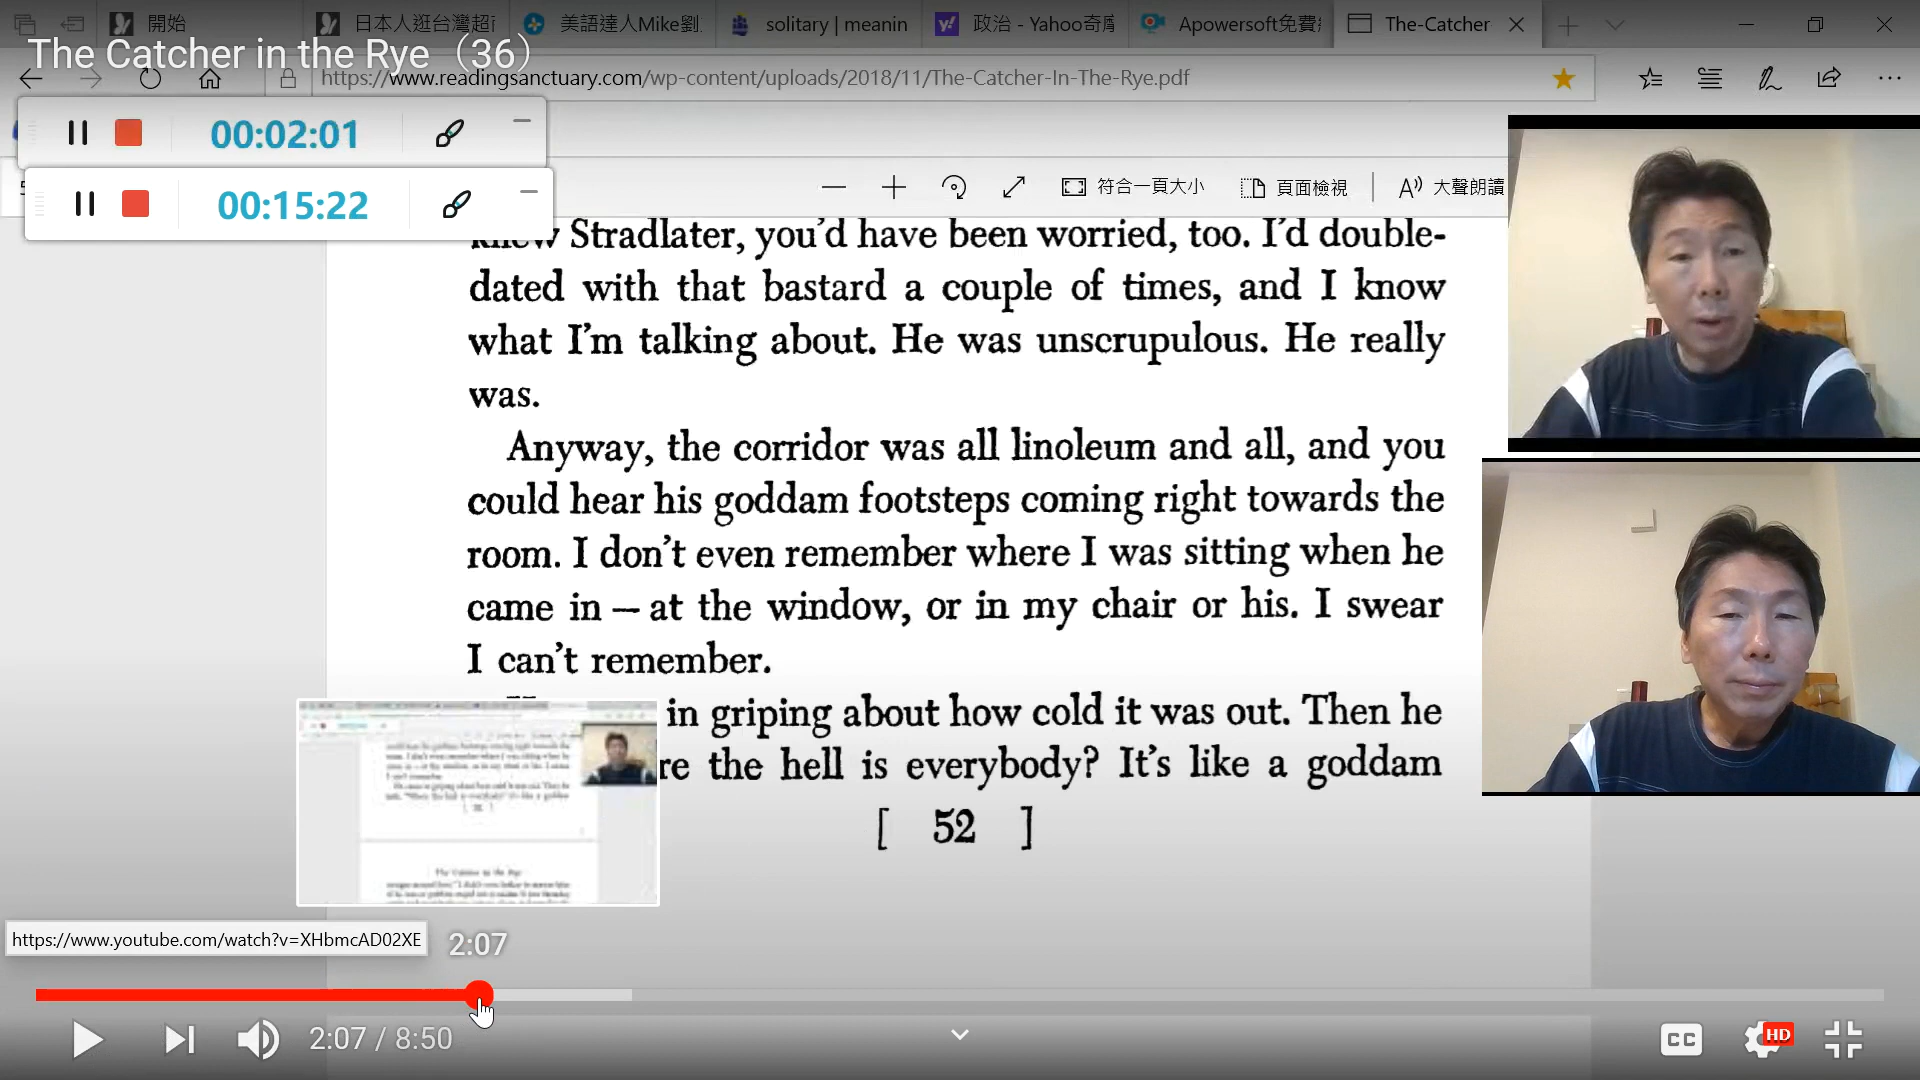 開始
日本人逛台灣超
美語達人Mike劉
solitary | meanin
政治 - Yahoo奇摩
Apowersoft免費
The-Catcher
The Catcher in the Rye（36）
https://www.readingsanctuary.com/wp-content/uploads/2018/11/The-Catcher-In-The-Rye.pdf
00:02:01
00:15:22
符合一頁大小
頁面檢視
大聲朗讀
knew Stradlater, you'd have been worried, too. I'd double-
dated with that bastard a couple of times, and I know
what I'm talking about. He was unscrupulous. He really
was.
Anyway, the corridor was all linoleum and all, and you
could hear his goddam footsteps coming right towards the
room. I don't even remember where I was sitting when he
came in – at the window, or in my chair or his. I swear
I can't remember.
in griping about how cold it was out. Then he
re the hell is everybody? It's like a goddam
[ 52 ]
The Catcher in the Rye
https://www.youtube.com/watch?v=XHbmcAD02XE
2:07
2:07 / 8:50
CC
HD